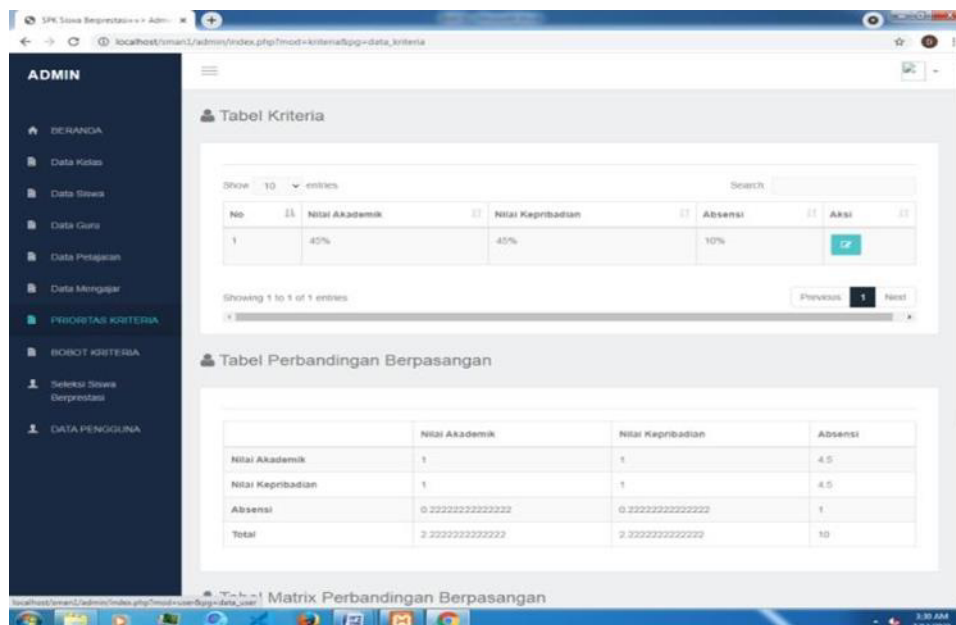 SPK Siswa Berprestasi
localhost/sman1/admin/index.php?mod=kriteria&pg=data_kriteria
ADMIN
BERANDA
Data Kelas
Data Siswa
Data Guru
Data Pelajaran
Data Mengajar
PRIORITAS KRITERIA
BOBOT KRITERIA
Seleksi Siswa
Berprestasi
DATA PENGGUNA
Tabel Kriteria
Show 10 entries
Search:
No Nilai Akademik Nilai Kepribadian Absensi Aksi
1 45% 45% 10%
Showing 1 to 1 of 1 entries
Previous 1 Next
Tabel Perbandingan Berpasangan
Nilai Akademik Nilai Kepribadian Absensi
Nilai Akademik 1 1 4.5
Nilai Kepribadian 1 1 4.5
Absensi 0.22222222222222 0.22222222222222 1
Total 2.2222222222222 2.2222222222222 10
Tabel Matrix Perbandingan Berpasangan
localhost/sman1/admin/index.php?mod=user&pg=data_user
3:30 AM